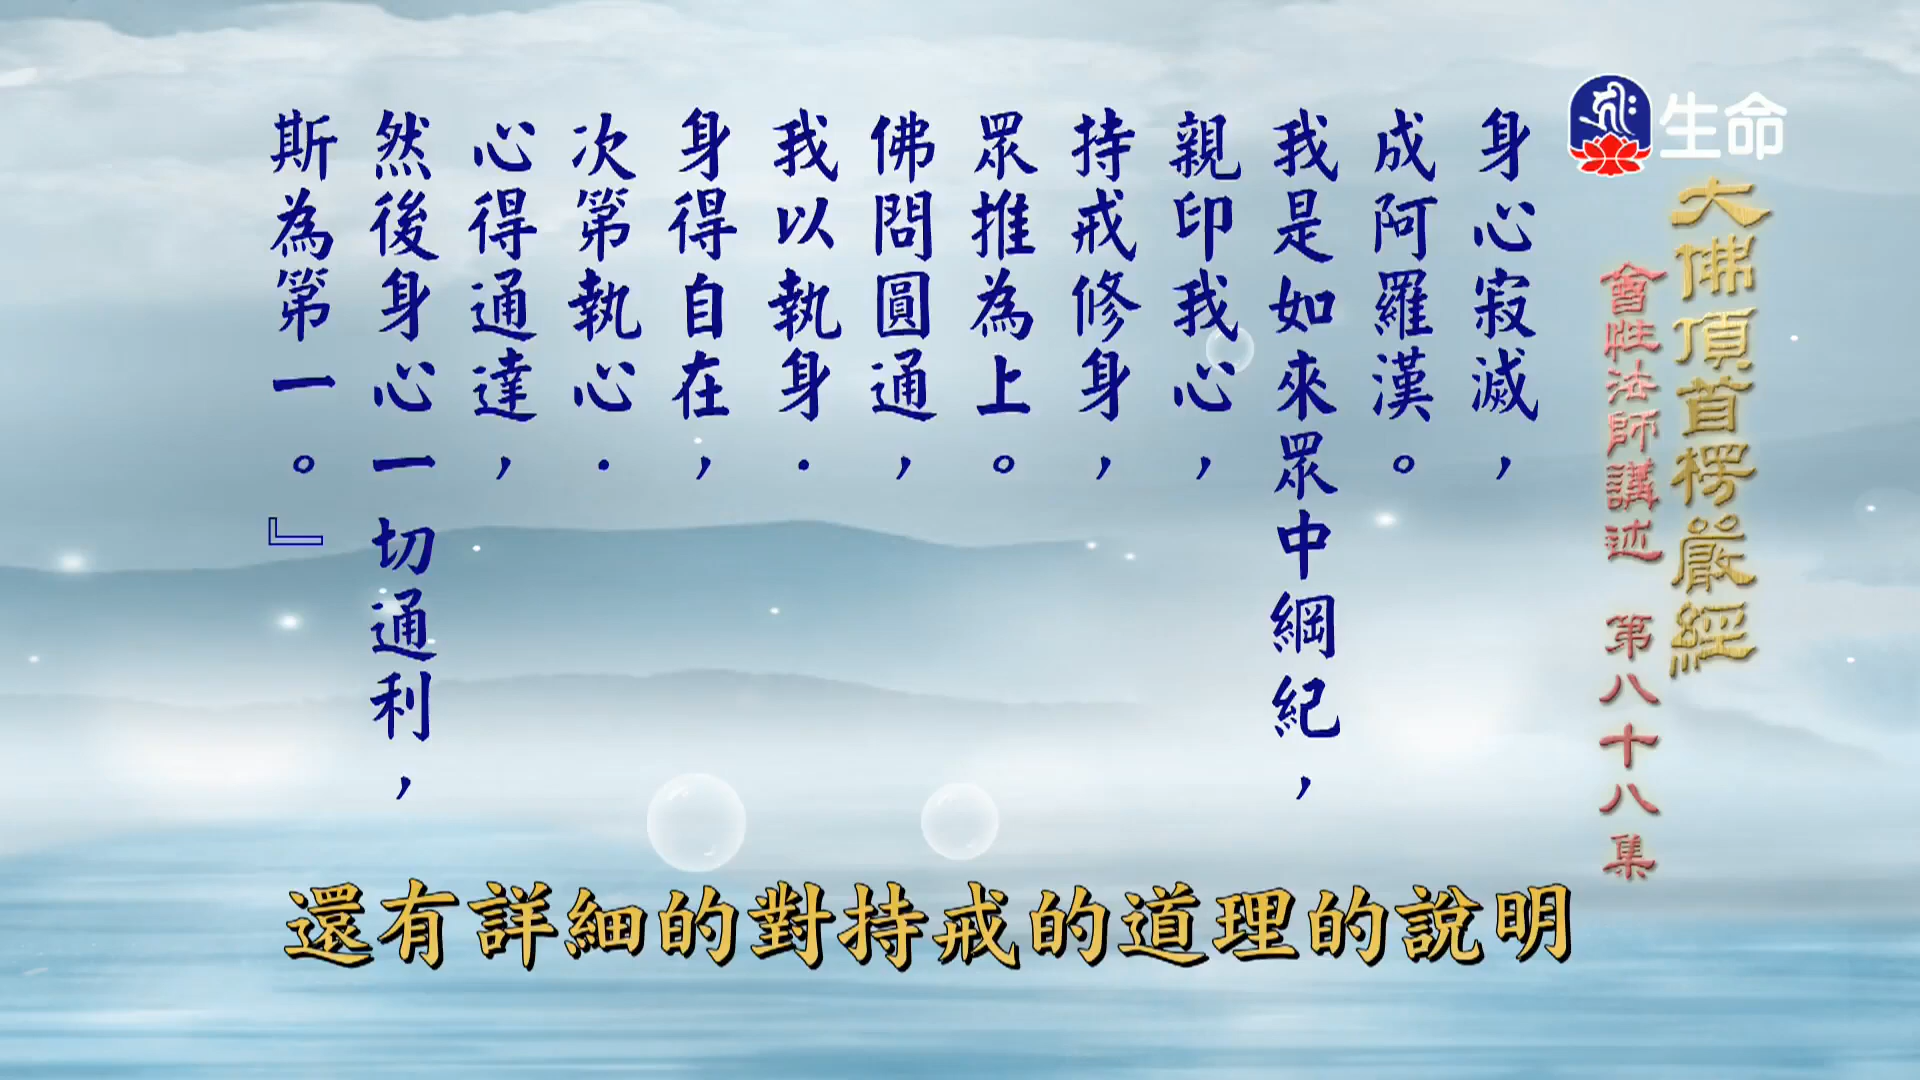 生命
大佛頂首楞嚴經
會性法師講述 第八十八集
身心寂滅，
成阿羅漢。
我是如來眾中綱紀，
親印我心，
持戒修身，
眾推為上。
佛問圓通，
我以執身．
身得自在，
次第執心．
心得通達，
然後身心一切通利，
斯為第一。』
還有詳細的對持戒的道理的說明